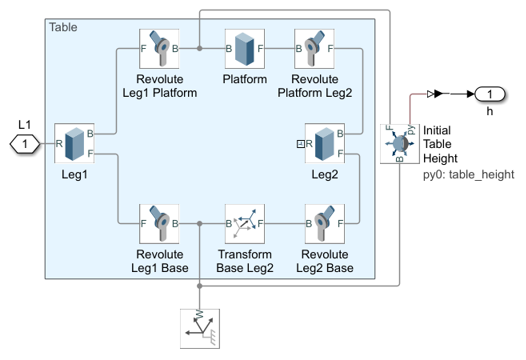 Table
F
B
B
F
F
B
Revolute
Leg1 Platform
Platform
Revolute
Platform Leg2
L1
1
R
B
F
Leg1
R
B
F
Leg2
1
h
F
py
B
Initial
Table
Height
py0: table_height
F
B
B
F
B
F
Revolute
Leg1 Base
Transform
Base Leg2
Revolute
Leg2 Base
W